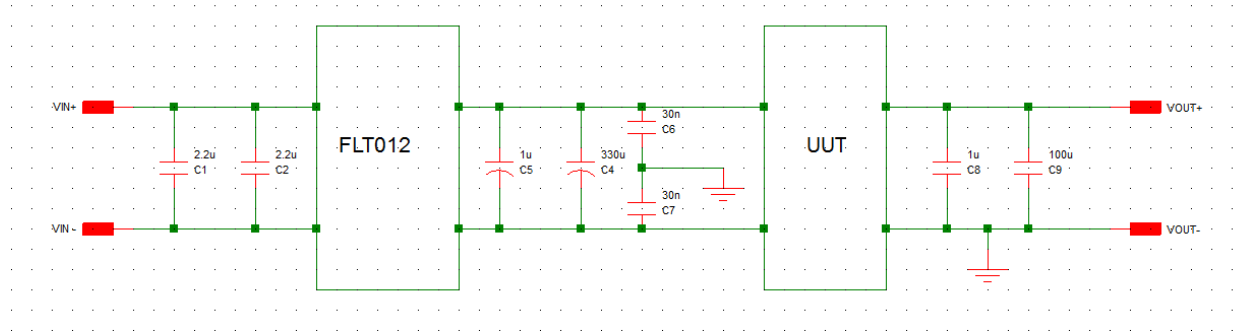 VIN+
VIN -
2.2u
C1
2.2u
C2
FLT012
1u
C5
330u
C4
30n
C6
30n
C7
UUT
1u
C8
100u
C9
VOUT+
VOUT-